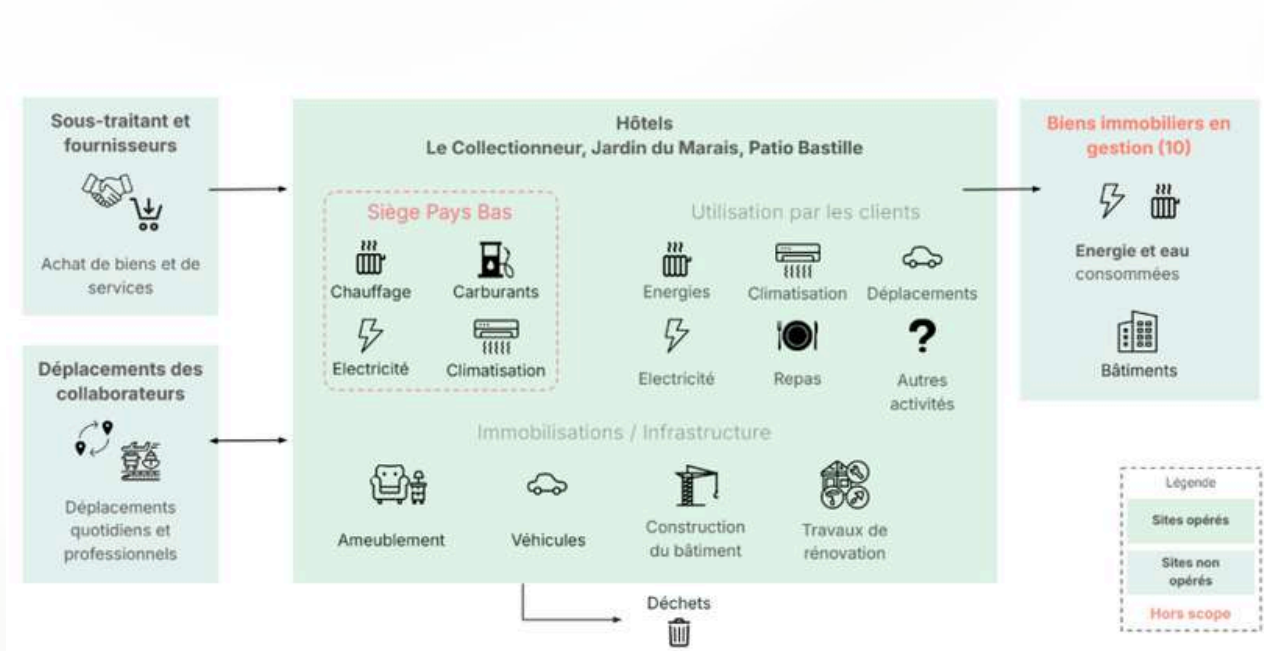 Sous-traitant et
fournisseurs
Achat de biens et de
services
Déplacements des
collaborateurs
Déplacements
quotidiens et
professionnels
Hôtels
Le Collectionneur, Jardin du Marais, Patio Bastille
Siège Pays Bas
Chauffage
Carburants
Electricité
Climatisation
Utilisation par les clients
Energies
Climatisation
Déplacements
Electricité
Repas
?
Autres
activités
Immobilisations / Infrastructure
Ameublement
Véhicules
Construction
du bâtiment
Travaux de
rénovation
Déchets
Biens immobiliers en
gestion (10)
Energie et eau
consommées
Bâtiments
Légende
Sites opérés
Sites non
opérés
Hors scope